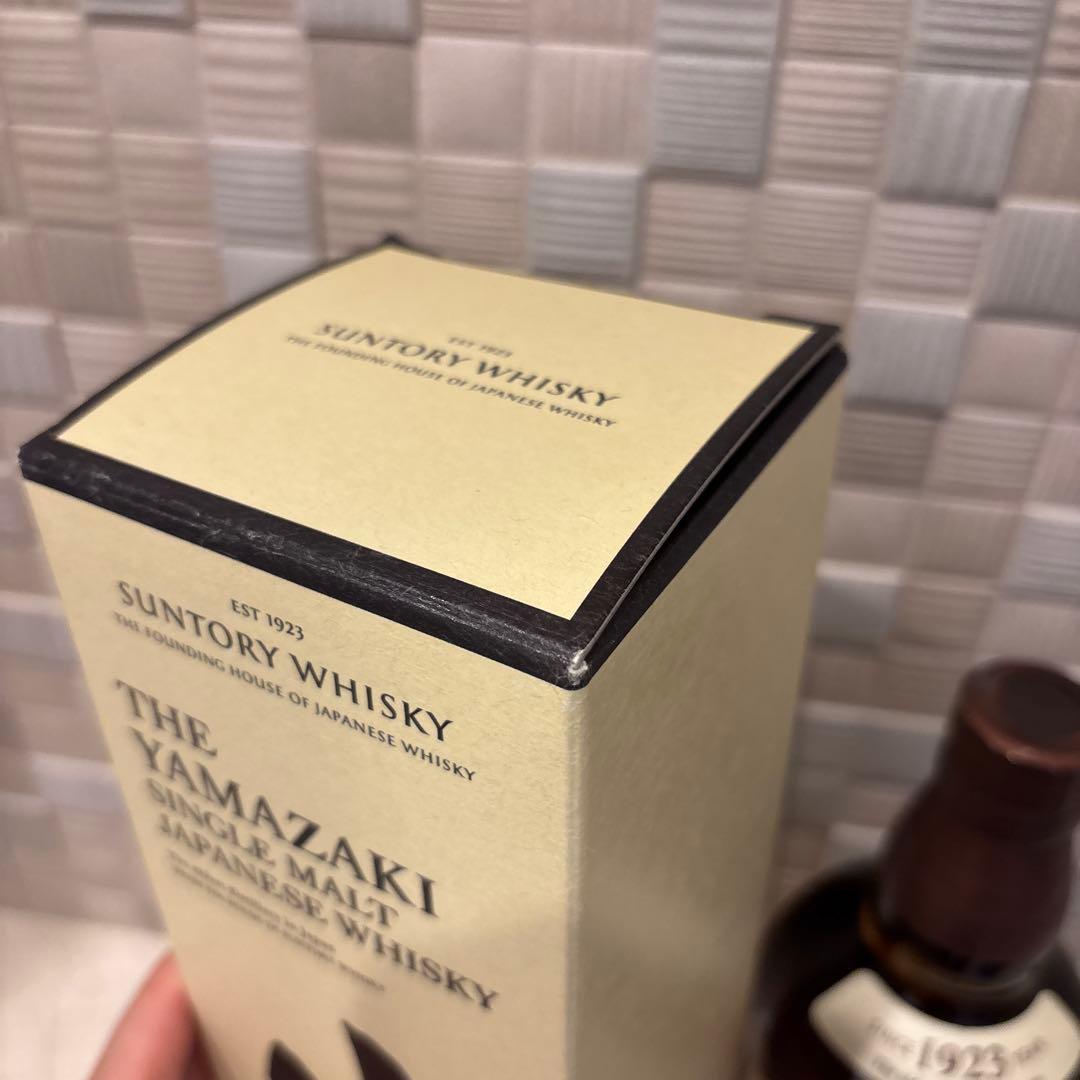 EST 1923
SUNTORY WHISKY
THE FOUNDING HOUSE OF JAPANESE WHISKY
EST 1923
SUNTORY WHISKY
THE FOUNDING HOUSE OF JAPANESE WHISKY
THE
YAMAZAKI
SINGLE MALT
JAPANESE WHISKY
1923